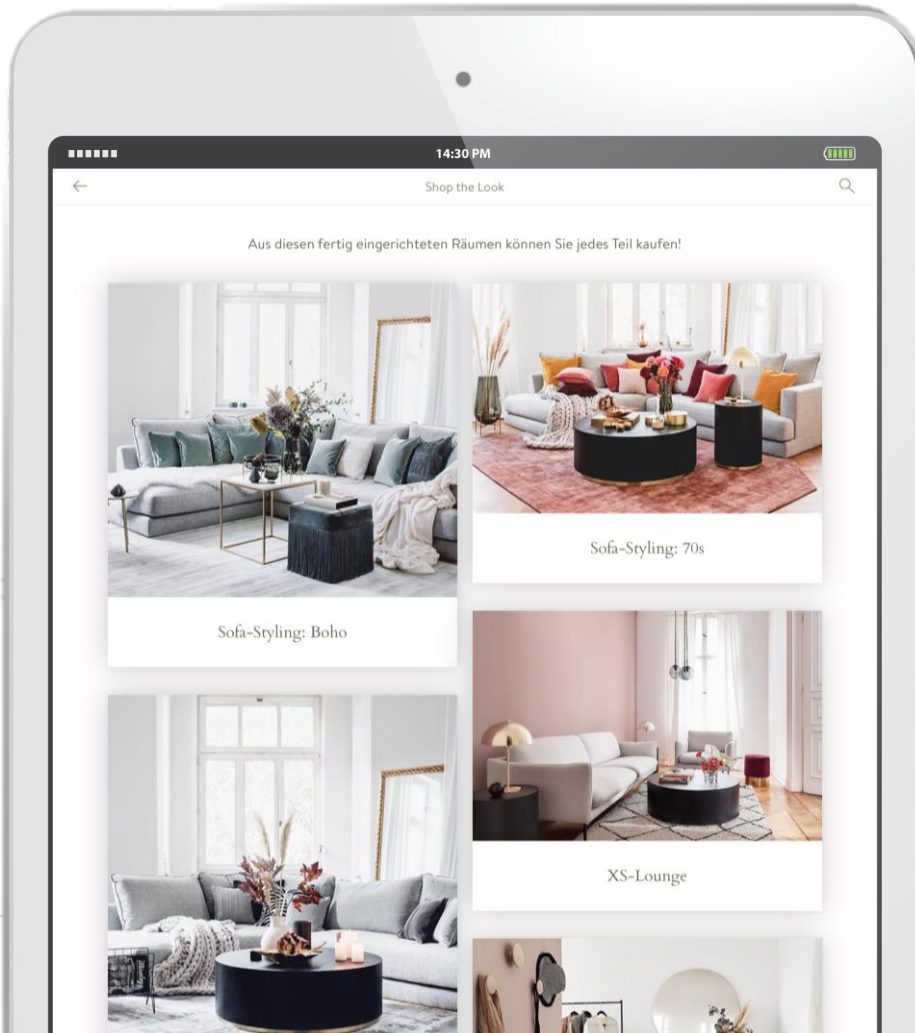 14:30 PM
Shop the Look
Aus diesen fertig eingerichteten Räumen können Sie jedes Teil kaufen!
Sofa-Styling: Boho
Sofa-Styling: 70s
XS-Lounge